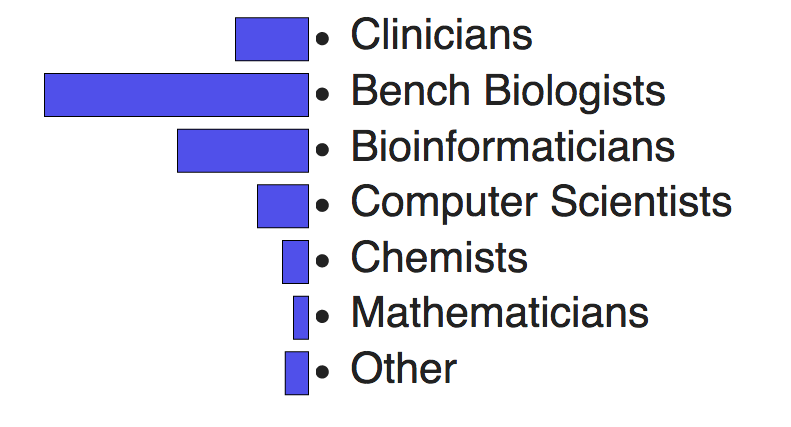 • Clinicians
• Bench Biologists
• Bioinformaticians
• Computer Scientists
• Chemists
• Mathematicians
• Other